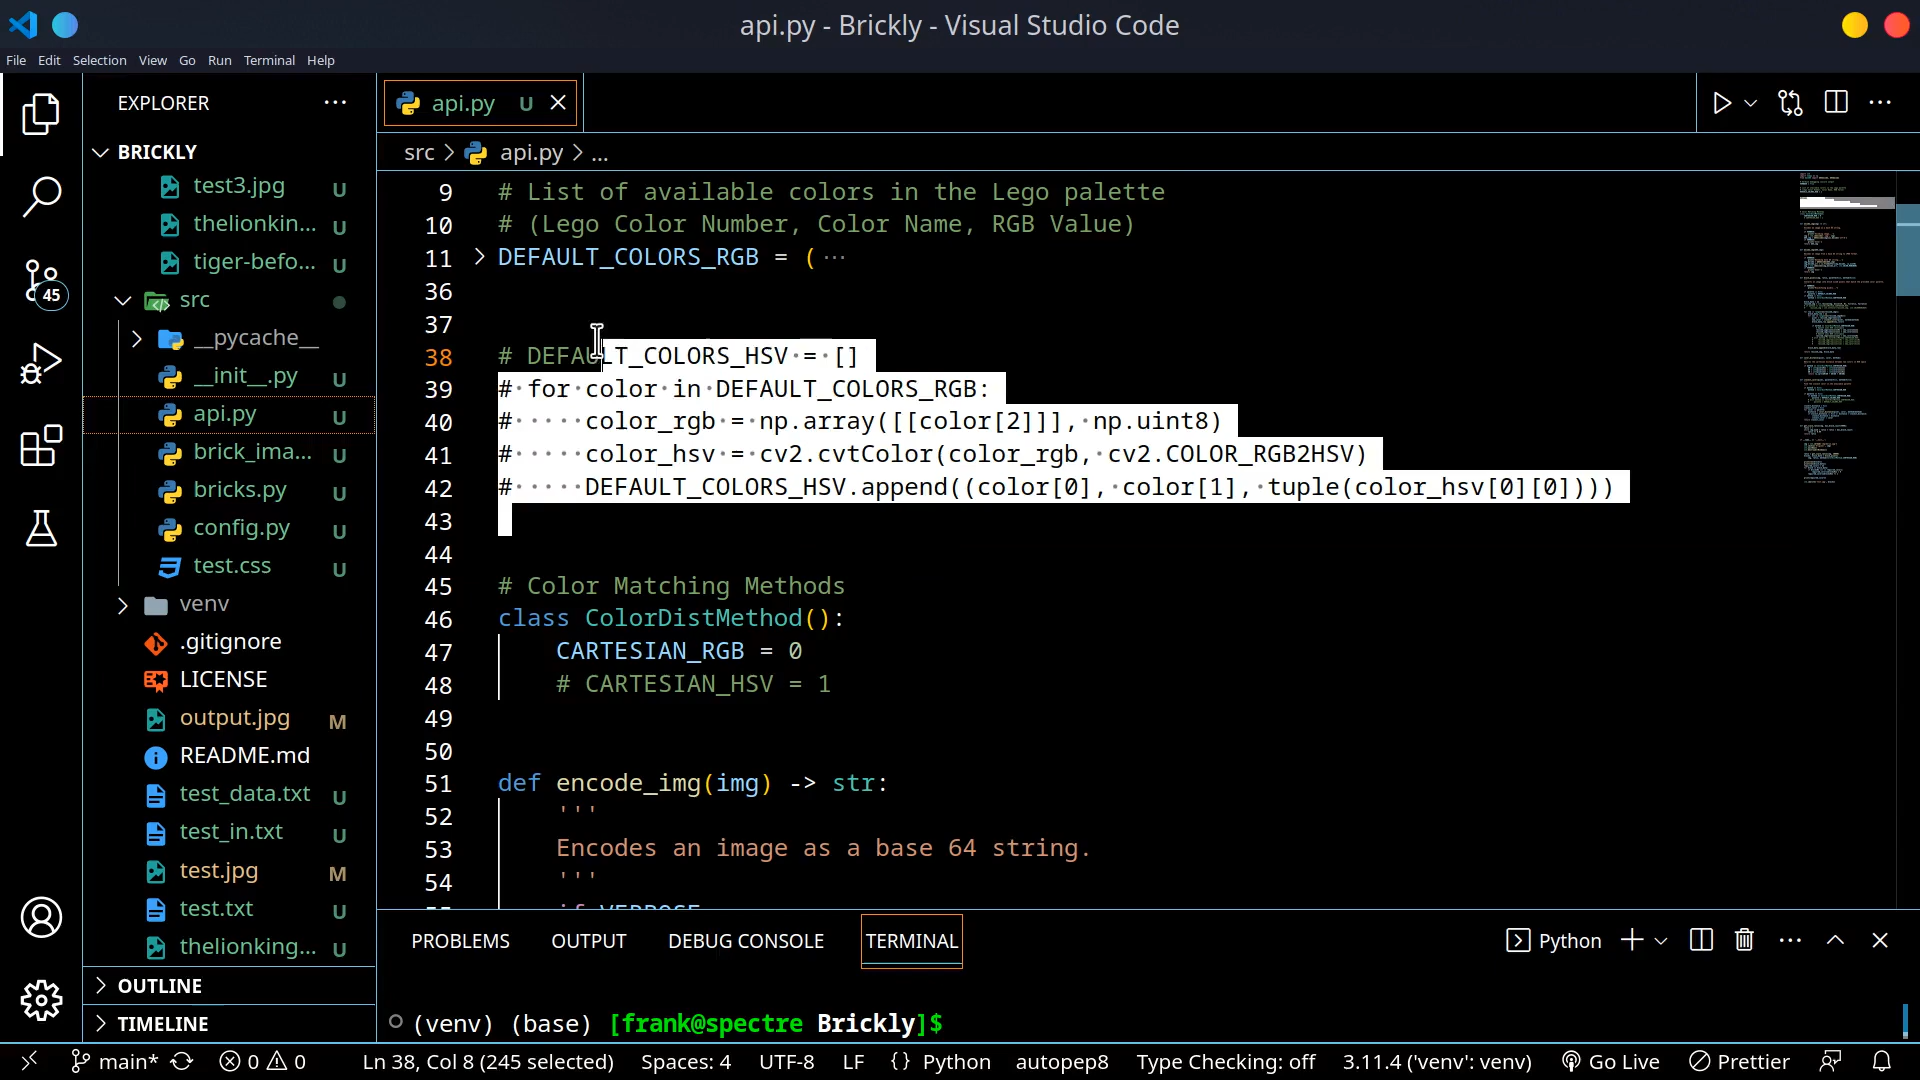 api.py - Brickly - Visual Studio Code
File Edit Selection View Go Run Terminal Help
EXPLORER
BRICKLY
test3.jpg U
thelionkin... U
tiger-befo... U
src
__pycache__
__init__.py U
api.py U
brick_ima... U
bricks.py U
config.py U
test.css U
venv
.gitignore
LICENSE
output.jpg M
README.md
test_data.txt U
test_in.txt U
test.jpg M
test.txt U
thelionking... U
OUTLINE
TIMELINE
45
api.py U
src > api.py > ...
9 # List of available colors in the Lego palette
10 # (Lego Color Number, Color Name, RGB Value)
11 DEFAULT_COLORS_RGB = ( ···
36
37
38 # DEFAULT_COLORS_HSV = []
39 # for color in DEFAULT_COLORS_RGB:
40 #     color_rgb = np.array([[color[2]]], np.uint8)
41 #     color_hsv = cv2.cvtColor(color_rgb, cv2.COLOR_RGB2HSV)
42 #     DEFAULT_COLORS_HSV.append((color[0], color[1], tuple(color_hsv[0][0])))
43
44
45 # Color Matching Methods
46 class ColorDistMethod():
47     CARTESIAN_RGB = 0
48     # CARTESIAN_HSV = 1
49
50
51 def encode_img(img) -> str:
52     '''
53     Encodes an image as a base 64 string.
54     '''
PROBLEMS OUTPUT DEBUG CONSOLE TERMINAL
Python
(venv) (base) [frank@spectre Brickly]$
main* 0 0 Ln 38, Col 8 (245 selected) Spaces: 4 UTF-8 LF {} Python autopep8 Type Checking: off 3.11.4 ('venv': venv) Go Live Prettier